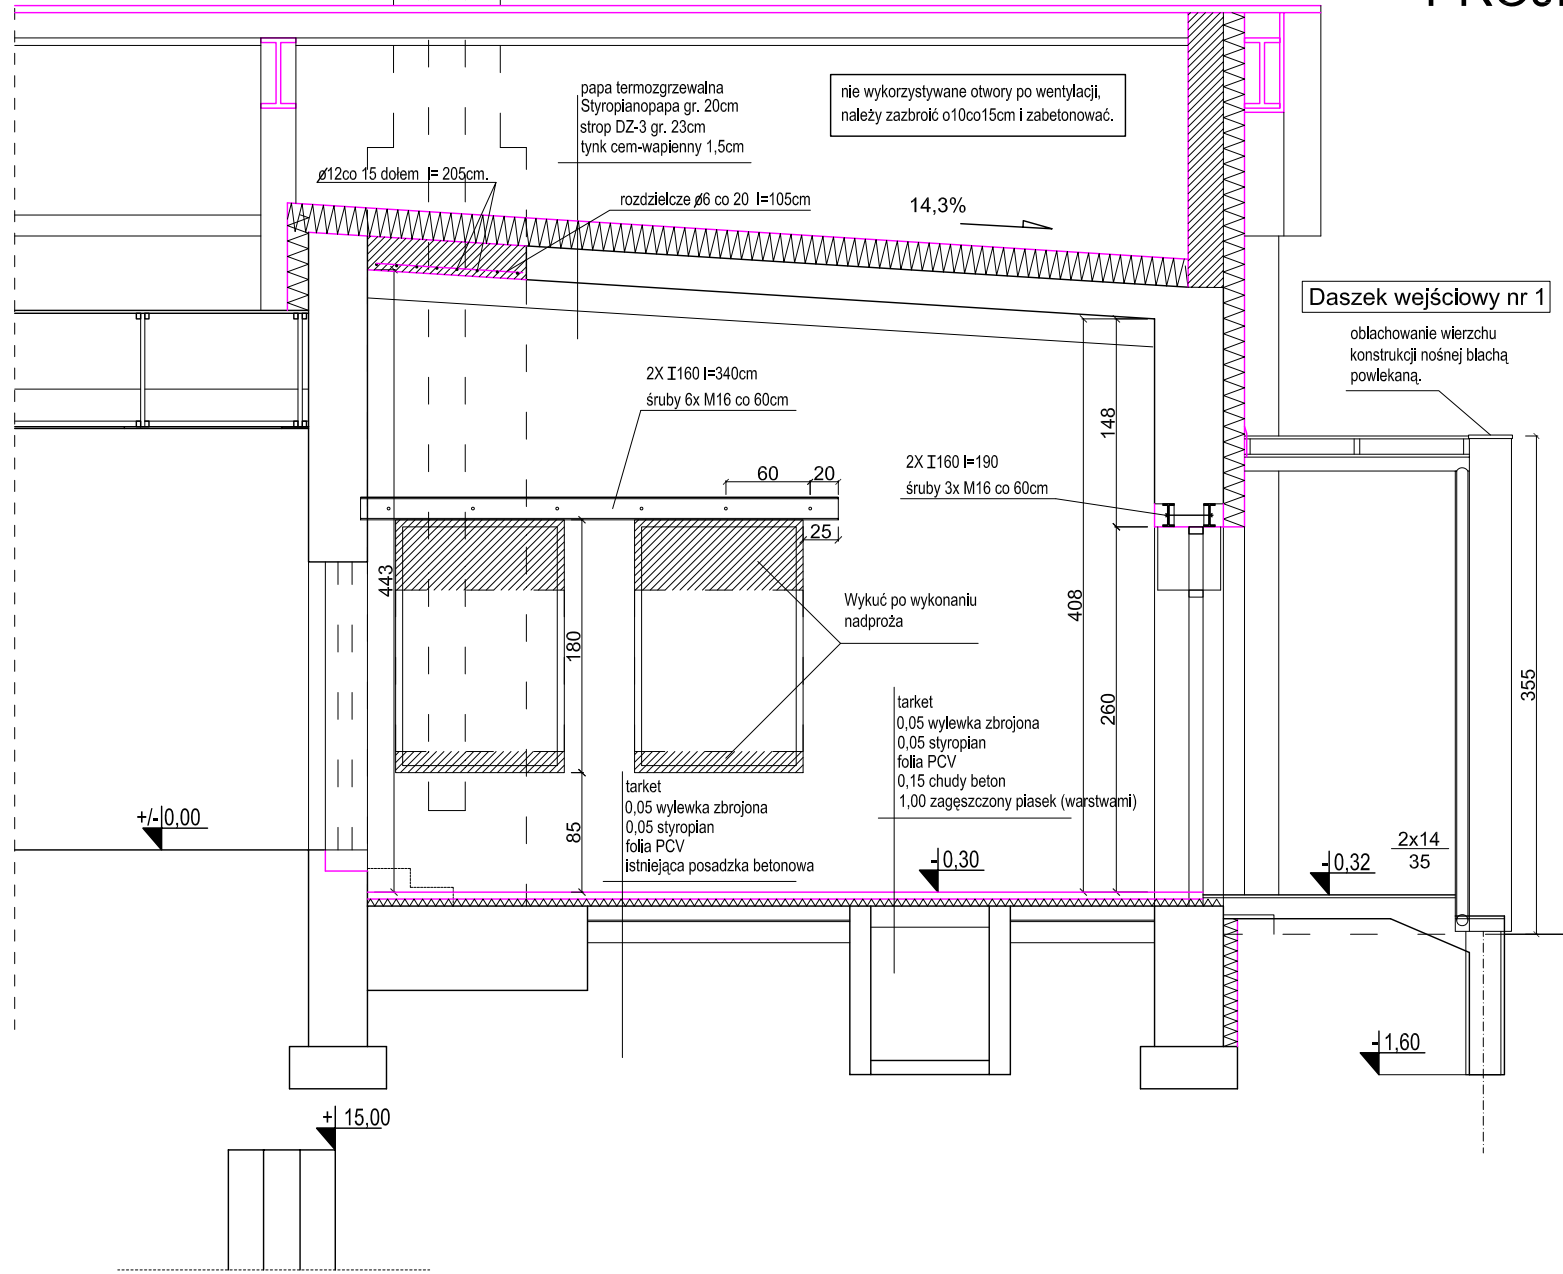 papa termozgrzewalna
Styropianopapa gr. 20cm
strop DZ-3 gr. 23cm
tynk cem-wapienny 1,5cm
nie wykorzystywane otwory po wentylacji,
należy zazbroić o10co15cm i zabetonować.
ø12co 15 dołem l= 205cm.
rozdzielcze ø6 co 20 l=105cm
14,3%
Daszek wejściowy nr 1
oblachowanie wierzchu
konstrukcji nośnej blachą
powlekaną.
2X I160 l=340cm
śruby 6x M16 co 60cm
148
2X I160 l=190
śruby 3x M16 co 60cm
60
20
25
443
180
408
260
355
Wykuć po wykonaniu
nadproża
tarket
0,05 wylewka zbrojona
0,05 styropian
folia PCV
0,15 chudy beton
1,00 zagęszczony piasek (warstwami)
tarket
0,05 wylewka zbrojona
0,05 styropian
folia PCV
istniejąca posadzka betonowa
85
+/-0,00
-0,30
-0,32
2x14
35
-1,60
+ 15,00